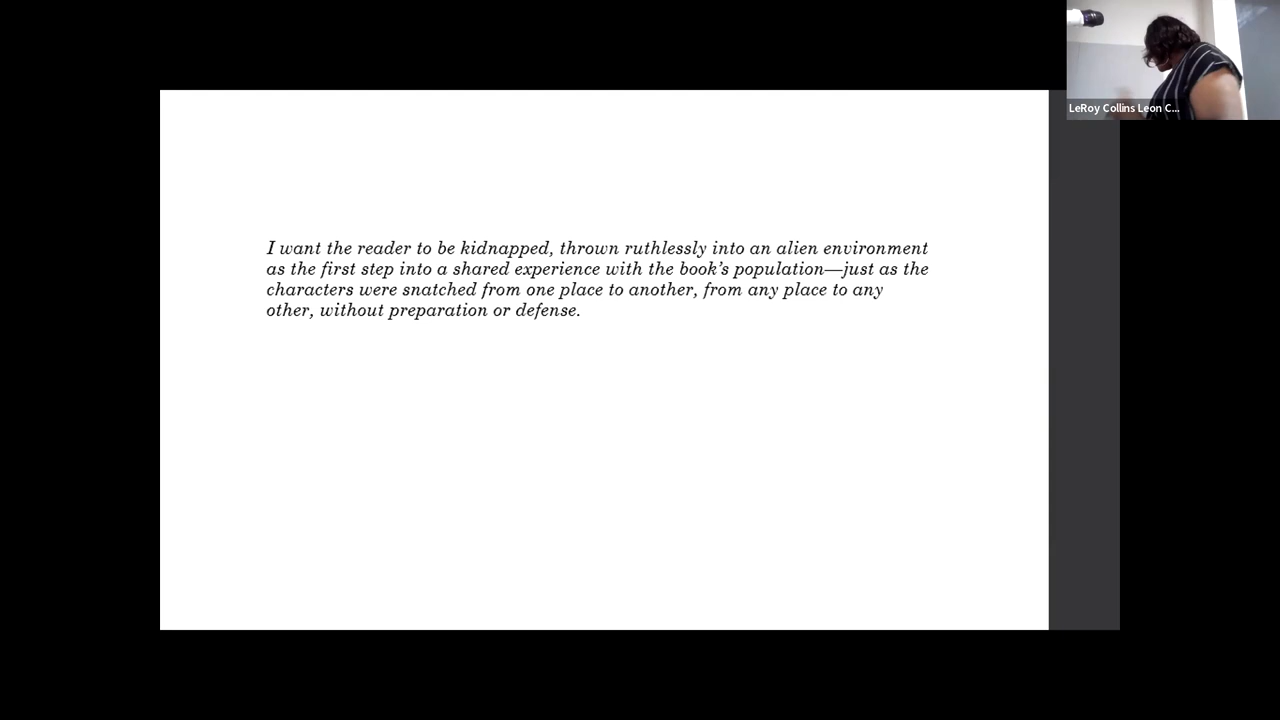 LeRoy Collins Leon C...
I want the reader to be kidnapped, thrown ruthlessly into an alien environment
as the first step into a shared experience with the book’s population—just as the
characters were snatched from one place to another, from any place to any
other, without preparation or defense.